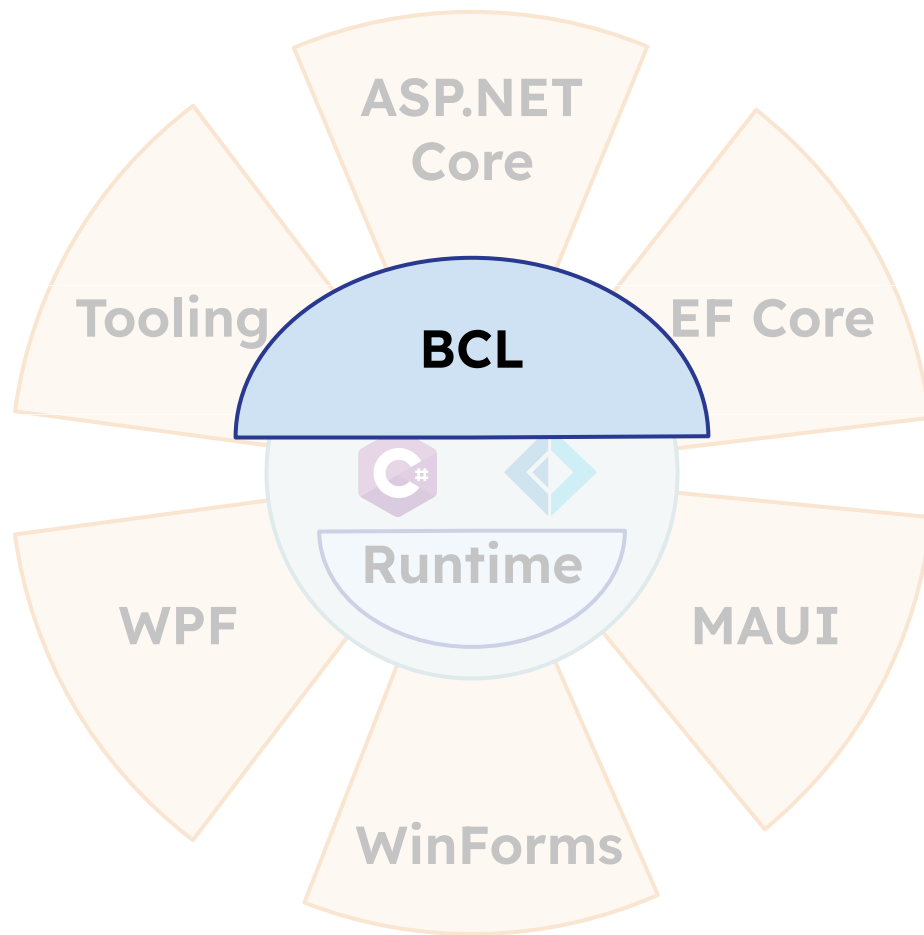 ASP.NET
Core
Tooling
EF Core
BCL
C#
Runtime
WPF
MAUI
WinForms